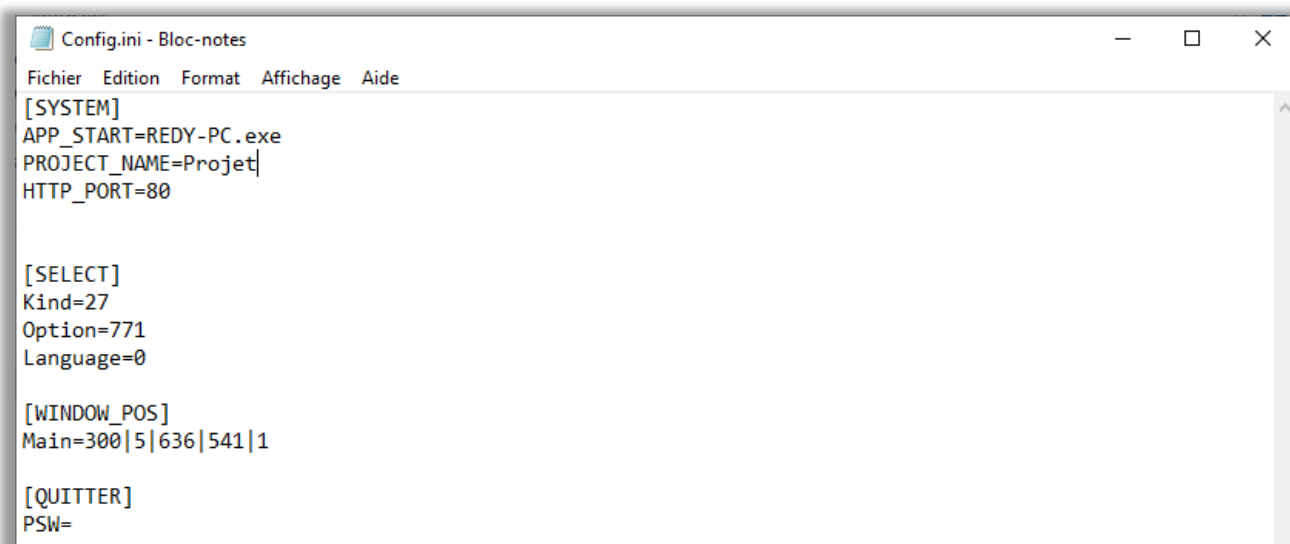 Config.ini - Bloc-notes
Fichier Edition Format Affichage Aide
[SYSTEM]
APP_START=REDY-PC.exe
PROJECT_NAME=Projet
HTTP_PORT=80
[SELECT]
Kind=27
Option=771
Language=0
[WINDOW_POS]
Main=300|5|636|541|1
[QUITTER]
PSW=